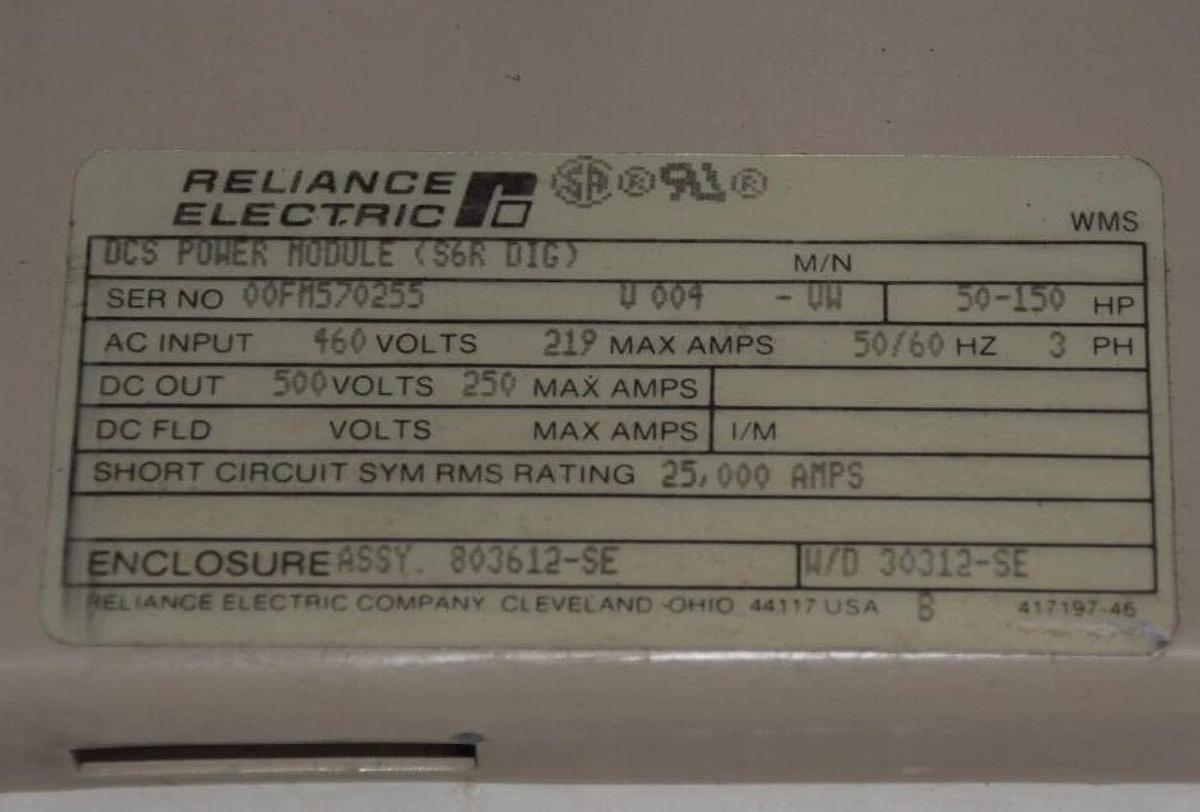 RELIANCE
ELECTRIC
SA ® ®
WMS
DCS POWER MODULE (S6R DIG) M/N
SER NO 00FM570255 V 004 - UW 50-150 HP
AC INPUT 460 VOLTS 219 MAX AMPS 50/60 HZ 3 PH
DC OUT 500 VOLTS 250 MAX AMPS
DC FLD VOLTS MAX AMPS I/M
SHORT CIRCUIT SYM RMS RATING 25,000 AMPS
ENCLOSURE ASSY. 803612-SE W/D 30312-SE
RELIANCE ELECTRIC COMPANY CLEVELAND -OHIO 44117 USA B 417197-46